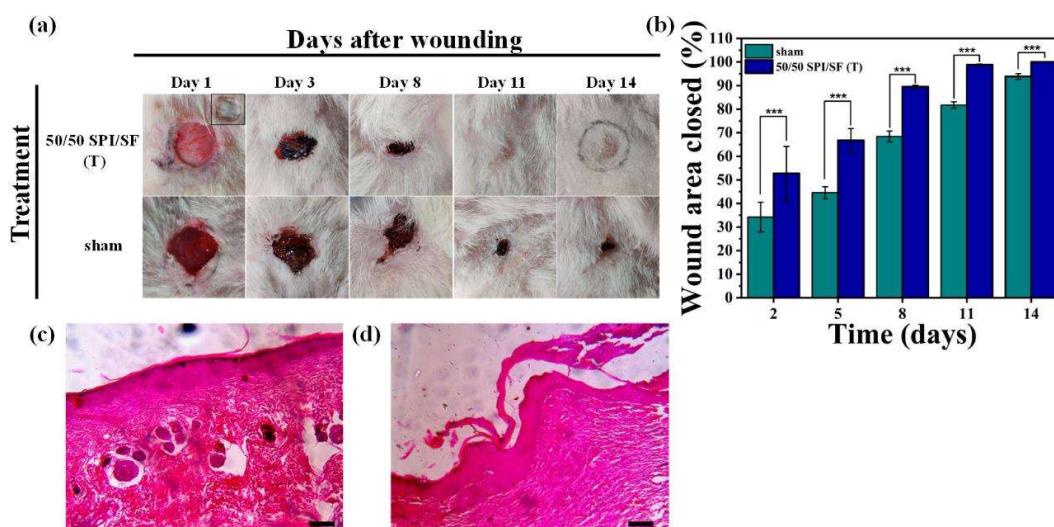 (a)
Days after wounding
Day 1 Day 3 Day 8 Day 11 Day 14
Treatment
50/50 SPI/SF
(T)
sham
(b)
Wound area closed (%)
110
100
90
80
70
60
50
40
30
20
10
0
sham
50/50 SPI/SF (T)
*** *** *** *** ***
2 5 8 11 14
Time (days)
(c)
(d)